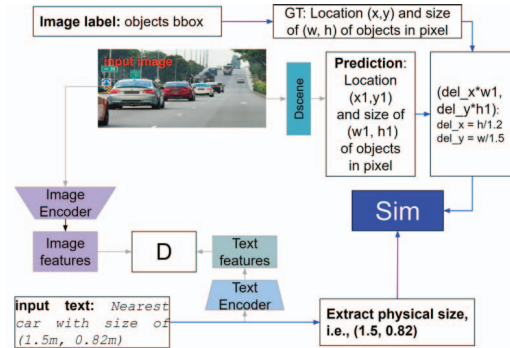 Image label: objects bbox
GT: Location (x,y) and size
of (w, h) of objects in pixel
input image
Dscene
Prediction:
Location
(x1,y1)
and size of
(w1, h1)
of objects
in pixel
(del_x*w1,
del_y*h1):
del_x = h/1.2
del_y = w/1.5
Image
Encoder
Image
features
D
Text
features
Text
Encoder
Sim
input text: Nearest
car with size of
(1.5m, 0.82m)
Extract physical size,
i.e., (1.5, 0.82)